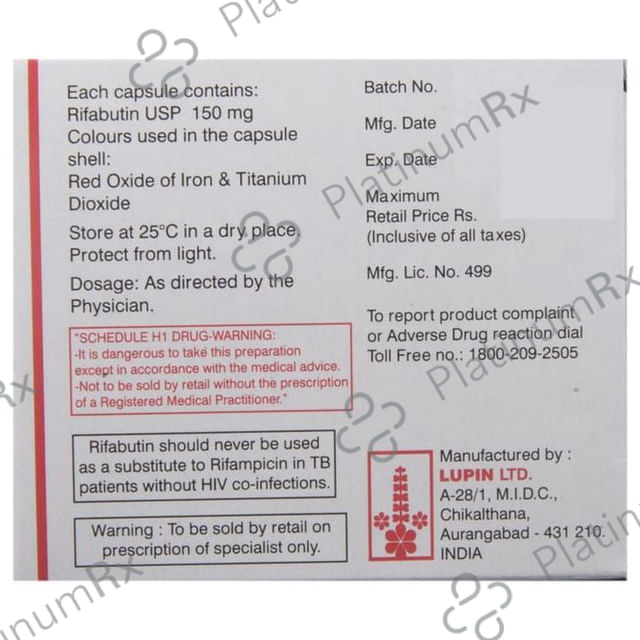 Each capsule contains:
Rifabutin USP 150 mg
Colours used in the capsule
shell:
Red Oxide of Iron & Titanium
Dioxide
Store at 25°C in a dry place.
Protect from light.
Dosage: As directed by the
Physician.
"SCHEDULE H1 DRUG-WARNING:
-It is dangerous to take this preparation
except in accordance with the medical advice.
-Not to be sold by retail without the prescription
of a Registered Medical Practitioner."
Rifabutin should never be used
as a substitute to Rifampicin in TB
patients without HIV co-infections.
Warning : To be sold by retail on
prescription of specialist only.
Batch No.
Mfg. Date
Exp. Date
Maximum
Retail Price Rs.
(Inclusive of all taxes)
Mfg. Lic. No. 499
To report product complaint
or Adverse Drug reaction dial
Toll Free no.: 1800-209-2505
Manufactured by :
LUPIN LTD.
A-28/1, M.I.D.C.,
Chikalthana,
Aurangabad - 431 210.
INDIA
PlatinumRx
PlatinumRx
PlatinumRx